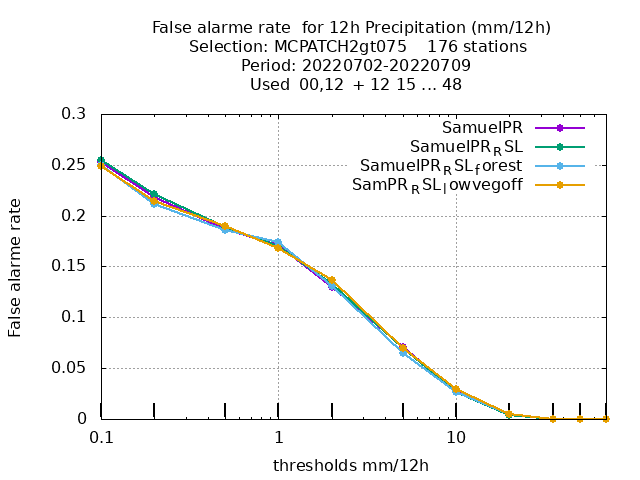 False alarme rate  for 12h Precipitation (mm/12h)
Selection: MCPATCH2gt075    176 stations
Period: 20220702-20220709
Used  00,12  + 12 15 ... 48
SamuelPR
SamuelPR_RSL
SamuelPR_RSL_forest
SamPR_RSL_lowvegoff
False alarme rate
0.3
0.25
0.2
0.15
0.1
0.05
0
0.1 1 10
thresholds mm/12h